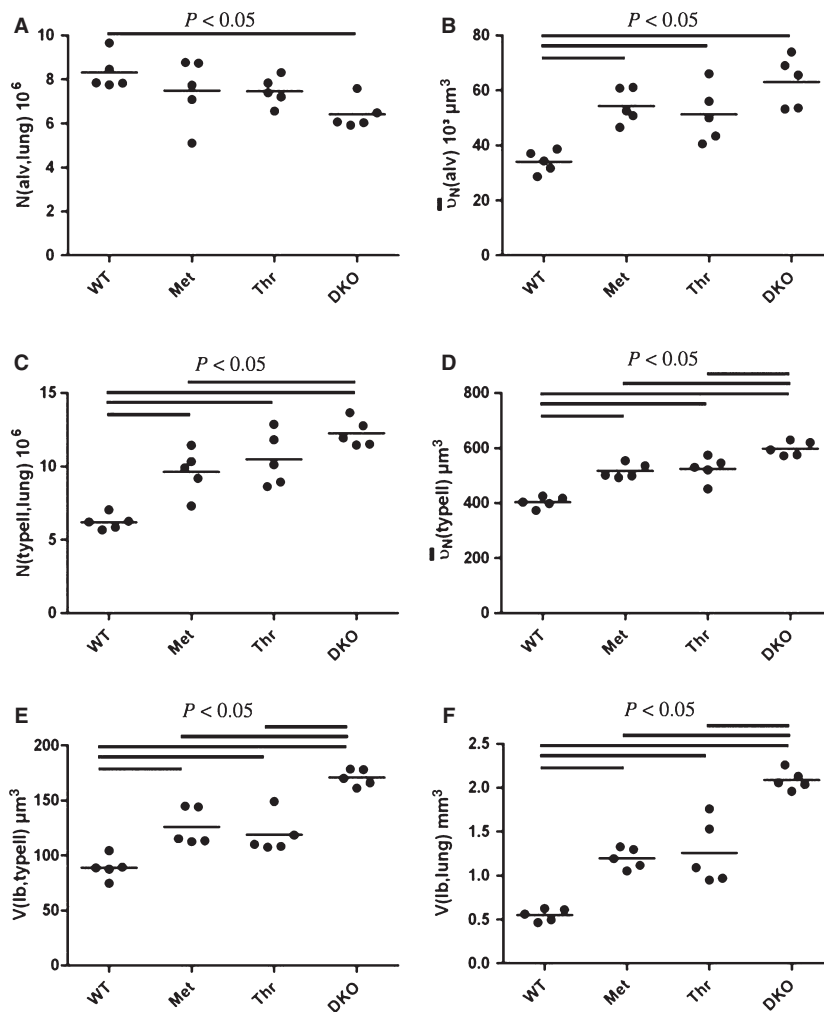 A
P < 0.05
N(alv,lung) 10⁶
10
8
6
4
2
0
WT
Met
Thr
DKO
B
P < 0.05
ῡN(alv) 10³ µm³
80
60
40
20
0
WT
Met
Thr
DKO
C
P < 0.05
N(typeII,lung) 10⁶
15
10
5
0
WT
Met
Thr
DKO
D
P < 0.05
ῡN(typeII) µm³
800
600
400
200
0
WT
Met
Thr
DKO
E
P < 0.05
V(lb,typeII) µm³
200
150
100
50
0
WT
Met
Thr
DKO
F
P < 0.05
V(lb,lung) mm³
2.5
2.0
1.5
1.0
0.5
0.0
WT
Met
Thr
DKO